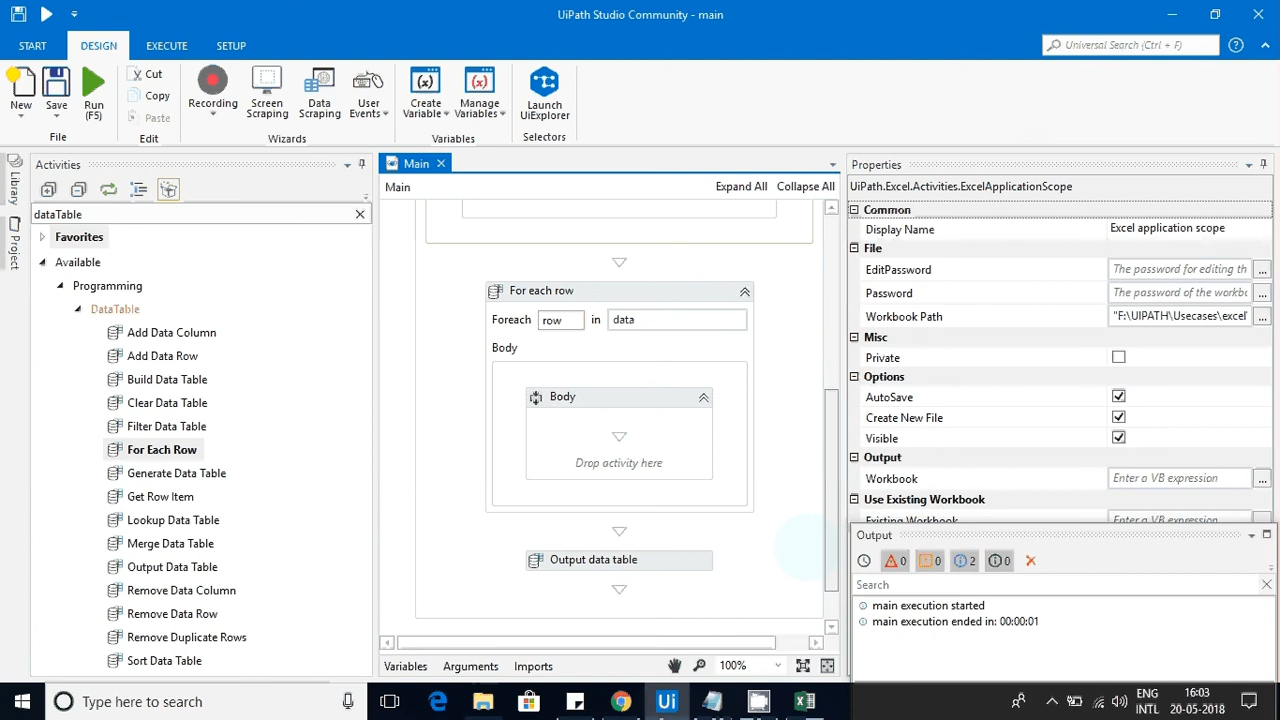 UiPath Studio Community - main
START DESIGN EXECUTE SETUP
Universal Search (Ctrl + F)
New Save Run (F5)
Cut
Copy
Paste
Recording Screen Scraping Data Scraping User Events
Create Variable Manage Variables
Launch UiExplorer
File Edit Wizards Variables Selectors
Library
Project
Activities
dataTable
Favorites
Available
Programming
DataTable
Add Data Column
Add Data Row
Build Data Table
Clear Data Table
Filter Data Table
For Each Row
Generate Data Table
Get Row Item
Lookup Data Table
Merge Data Table
Output Data Table
Remove Data Column
Remove Data Row
Remove Duplicate Rows
Sort Data Table
Main
Main Expand All Collapse All
For each row
Foreach row in data
Body
Body
Drop activity here
Output data table
Variables Arguments Imports 100%
Properties
UiPath.Excel.Activities.ExcelApplicationScope
Common
Display Name Excel application scope
File
EditPassword The password for editing th ...
Password The password of the workbo ...
Workbook Path "F:\UIPATH\Usecases\excel' ...
Misc
Private
Options
AutoSave
Create New File
Visible
Output
Workbook Enter a VB expression ...
Use Existing Workbook
Existing Workbook Enter a VB expression
Output
0 0 2 0
Search
main execution started
main execution ended in: 00:00:01
Type here to search
Ui
ENG
INTL
16:03
20-05-2018